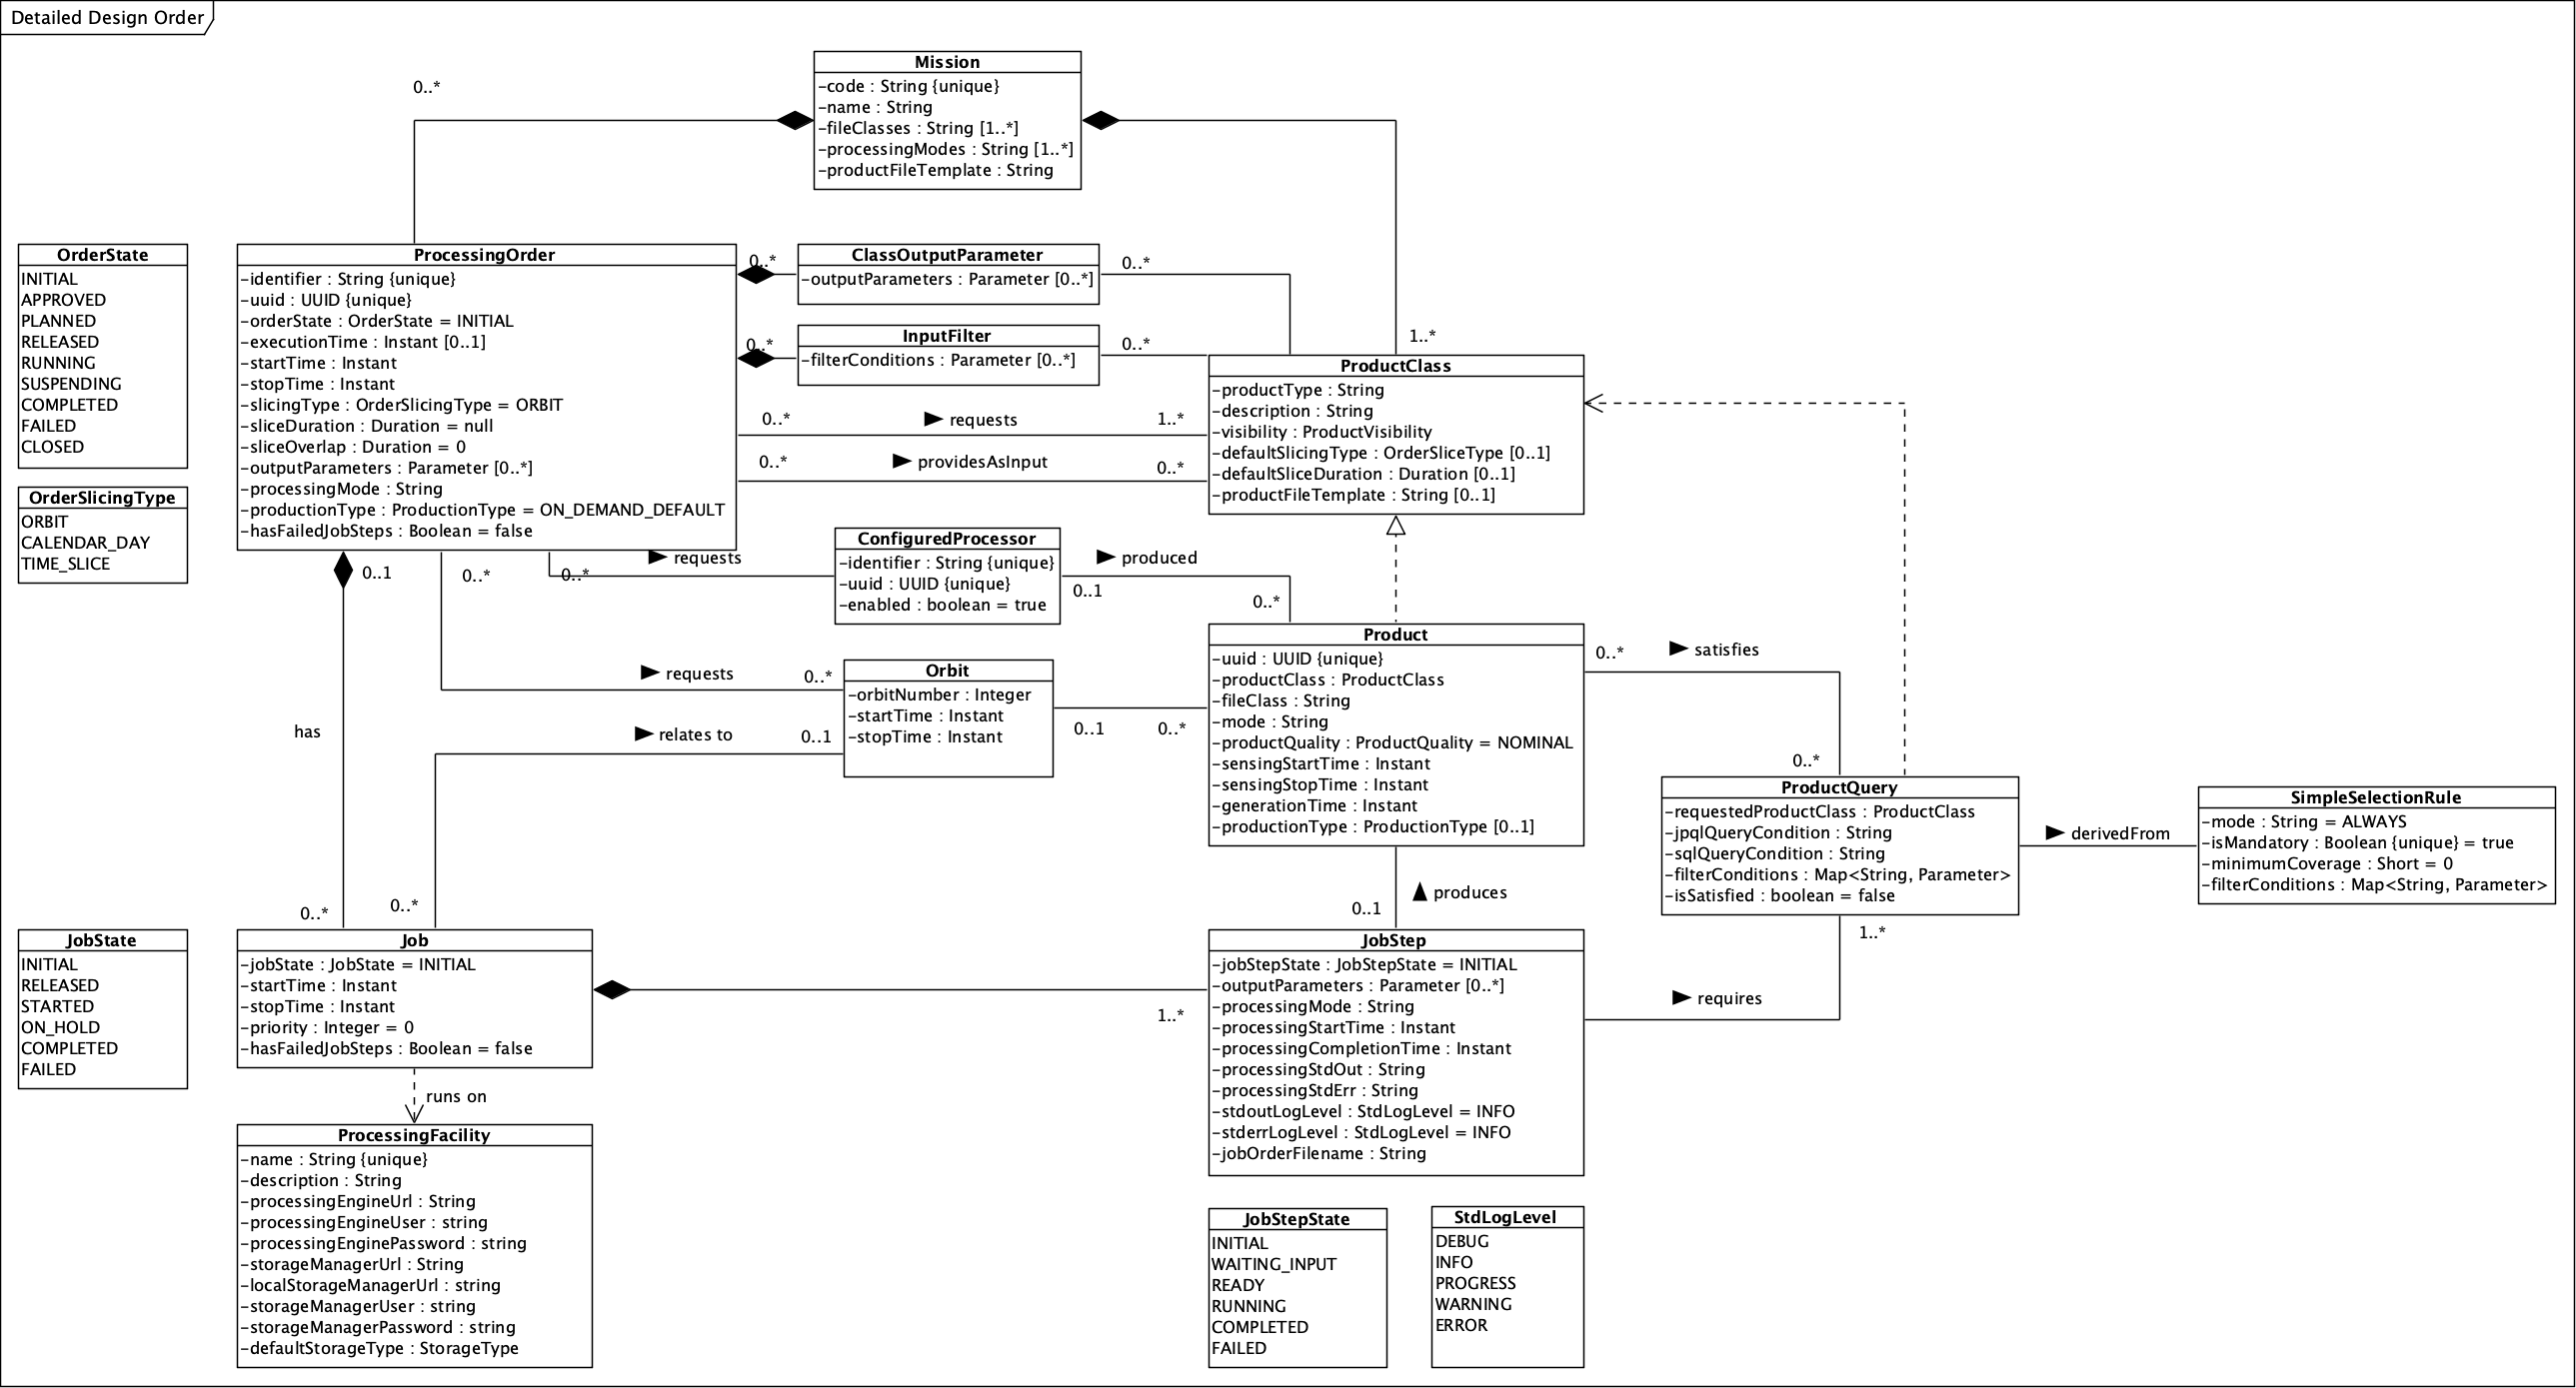 Detailed Design Order
Mission
-code : String {unique}
-name : String
-fileClasses : String [1..*]
-processingModes : String [1..*]
-productFileTemplate : String
0..*
1..*
OrderState
INITIAL
APPROVED
PLANNED
RELEASED
RUNNING
SUSPENDING
COMPLETED
FAILED
CLOSED
OrderSlicingType
ORBIT
CALENDAR_DAY
TIME_SLICE
ProcessingOrder
-identifier : String {unique}
-uuid : UUID {unique}
-orderState : OrderState = INITIAL
-executionTime : Instant [0..1]
-startTime : Instant
-stopTime : Instant
-slicingType : OrderSlicingType = ORBIT
-sliceDuration : Duration = null
-sliceOverlap : Duration = 0
-outputParameters : Parameter [0..*]
-processingMode : String
-productionType : ProductionType = ON_DEMAND_DEFAULT
-hasFailedJobSteps : Boolean = false
0..*
ClassOutputParameter
-outputParameters : Parameter [0..*]
0..*
0..*
InputFilter
-filterConditions : Parameter [0..*]
0..*
0..*
▶ requests
1..*
0..*
▶ providesAsInput
0..*
ProductClass
-productType : String
-description : String
-visibility : ProductVisibility
-defaultSlicingType : OrderSliceType [0..1]
-defaultSliceDuration : Duration [0..1]
-productFileTemplate : String [0..1]
0..1
0..*
0..*
▶ requests
ConfiguredProcessor
-identifier : String {unique}
-uuid : UUID {unique}
-enabled : boolean = true
▶ produced
0..1
0..*
▶ requests
0..*
Orbit
-orbitNumber : Integer
-startTime : Instant
-stopTime : Instant
▶ relates to
0..1
0..1
0..*
has
0..*
0..*
Product
-uuid : UUID {unique}
-productClass : ProductClass
-fileClass : String
-mode : String
-productQuality : ProductQuality = NOMINAL
-sensingStartTime : Instant
-sensingStopTime : Instant
-generationTime : Instant
-productionType : ProductionType [0..1]
0..*
▶ satisfies
0..*
ProductQuery
-requestedProductClass : ProductClass
-jpqlQueryCondition : String
-sqlQueryCondition : String
-filterConditions : Map<String, Parameter>
-isSatisfied : boolean = false
▶ derivedFrom
SimpleSelectionRule
-mode : String = ALWAYS
-isMandatory : Boolean {unique} = true
-minimumCoverage : Short = 0
-filterConditions : Map<String, Parameter>
▲ produces
0..1
1..*
▶ requires
JobState
INITIAL
RELEASED
STARTED
ON_HOLD
COMPLETED
FAILED
Job
-jobState : JobState = INITIAL
-startTime : Instant
-stopTime : Instant
-priority : Integer = 0
-hasFailedJobSteps : Boolean = false
1..*
JobStep
-jobStepState : JobStepState = INITIAL
-outputParameters : Parameter [0..*]
-processingMode : String
-processingStartTime : Instant
-processingCompletionTime : Instant
-processingStdOut : String
-processingStdErr : String
-stdoutLogLevel : StdLogLevel = INFO
-stderrLogLevel : StdLogLevel = INFO
-jobOrderFilename : String
runs on
ProcessingFacility
-name : String {unique}
-description : String
-processingEngineUrl : String
-processingEngineUser : string
-processingEnginePassword : string
-storageManagerUrl : String
-localStorageManagerUrl : string
-storageManagerUser : string
-storageManagerPassword : string
-defaultStorageType : StorageType
JobStepState
INITIAL
WAITING_INPUT
READY
RUNNING
COMPLETED
FAILED
StdLogLevel
DEBUG
INFO
PROGRESS
WARNING
ERROR